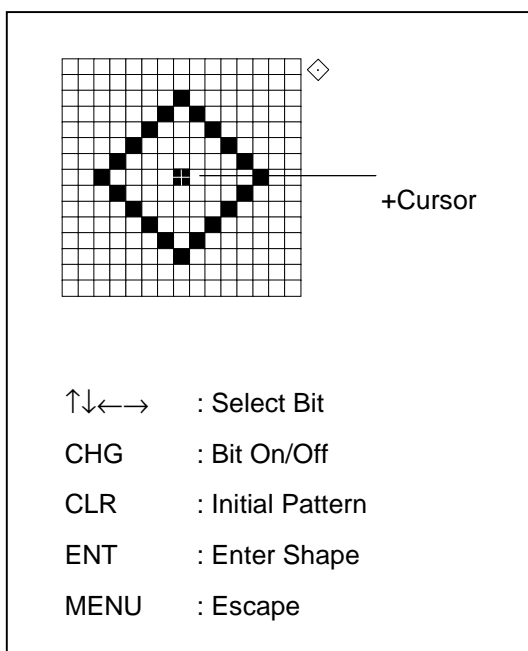 +Cursor
↑↓←→ : Select Bit
CHG : Bit On/Off
CLR : Initial Pattern
ENT : Enter Shape
MENU : Escape